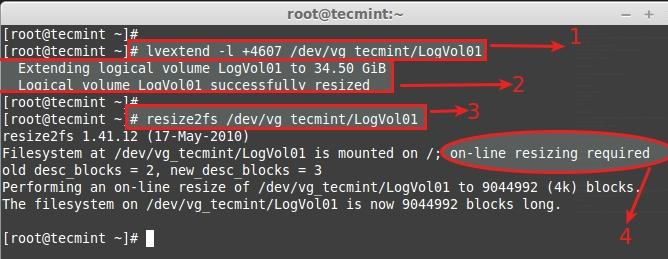 root@tecmint:~
[root@tecmint ~]#
[root@tecmint ~]# lvextend -l +4607 /dev/vg_tecmint/LogVol01 1
Extending logical volume LogVol01 to 34.50 GiB
Logical volume LogVol01 successfully resized 2
[root@tecmint ~]#
[root@tecmint ~]# resize2fs /dev/vg_tecmint/LogVol01 3
resize2fs 1.41.12 (17-May-2010)
Filesystem at /dev/vg_tecmint/LogVol01 is mounted on /; on-line resizing required
old desc_blocks = 2, new_desc_blocks = 3
Performing an on-line resize of /dev/vg_tecmint/LogVol01 to 9044992 (4k) blocks.
The filesystem on /dev/vg_tecmint/LogVol01 is now 9044992 blocks long.
4
[root@tecmint ~]#